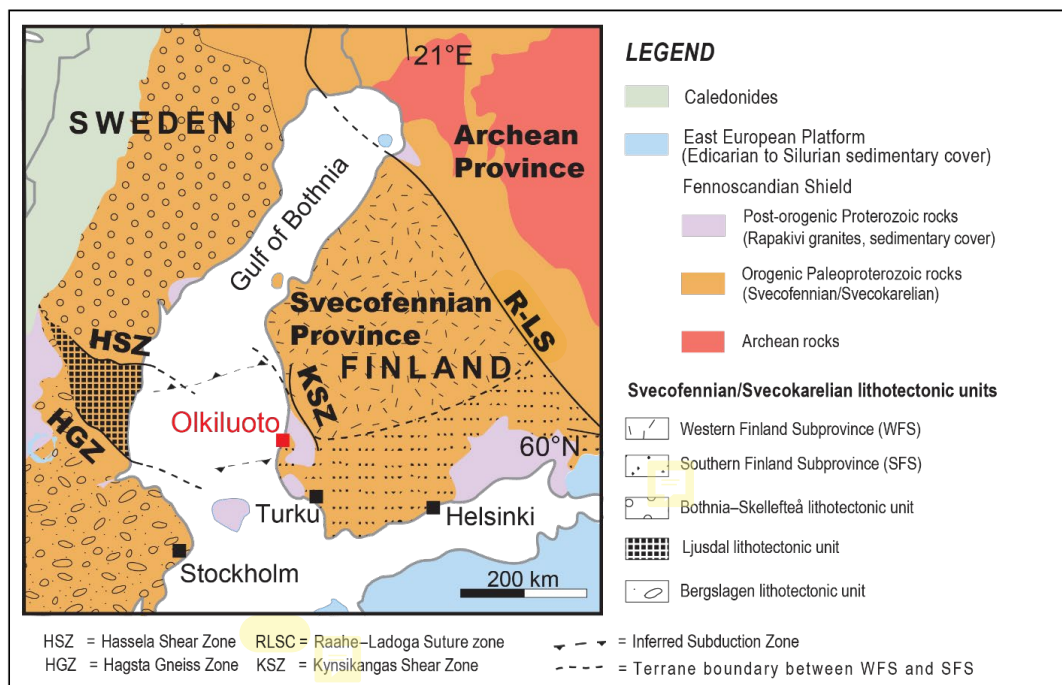 21°E
SWEDEN
Archean
Province
Gulf of Bothnia
Svecofennian
Province
R-LS
HSZ
FINLAND
KSZ
Olkiluoto
HGZ
60°N
Turku
Helsinki
Stockholm
200 km
LEGEND
Caledonides
East European Platform
(Edicarian to Silurian sedimentary cover)
Fennoscandian Shield
Post-orogenic Proterozoic rocks
(Rapakivi granites, sedimentary cover)
Orogenic Paleoproterozoic rocks
(Svecofennian/Svecokarelian)
Archean rocks
Svecofennian/Svecokarelian lithotectonic units
Western Finland Subprovince (WFS)
Southern Finland Subprovince (SFS)
Bothnia–Skellefteå lithotectonic unit
Ljusdal lithotectonic unit
Bergslagen lithotectonic unit
HSZ = Hassela Shear Zone RLSC = Raahe–Ladoga Suture zone = Inferred Subduction Zone
HGZ = Hagsta Gneiss Zone KSZ = Kynsikangas Shear Zone = Terrane boundary between WFS and SFS